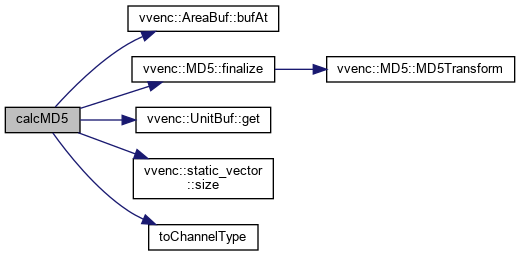 calcMD5
vvenc::AreaBuf::bufAt
vvenc::MD5::finalize
vvenc::MD5::MD5Transform
vvenc::UnitBuf::get
vvenc::static_vector
::size
toChannelType